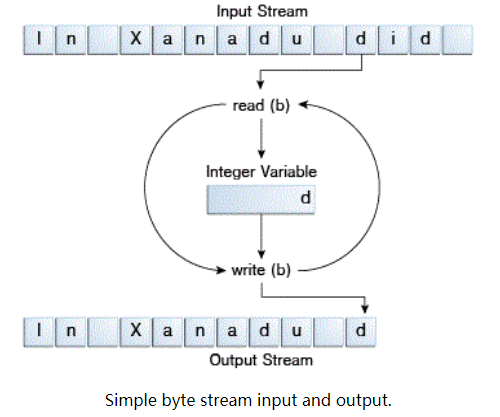 Input Stream
I n X a n a d u d i d
read (b)
Integer Variable
d
write (b)
I n X a n a d u d
Output Stream
Simple byte stream input and output.